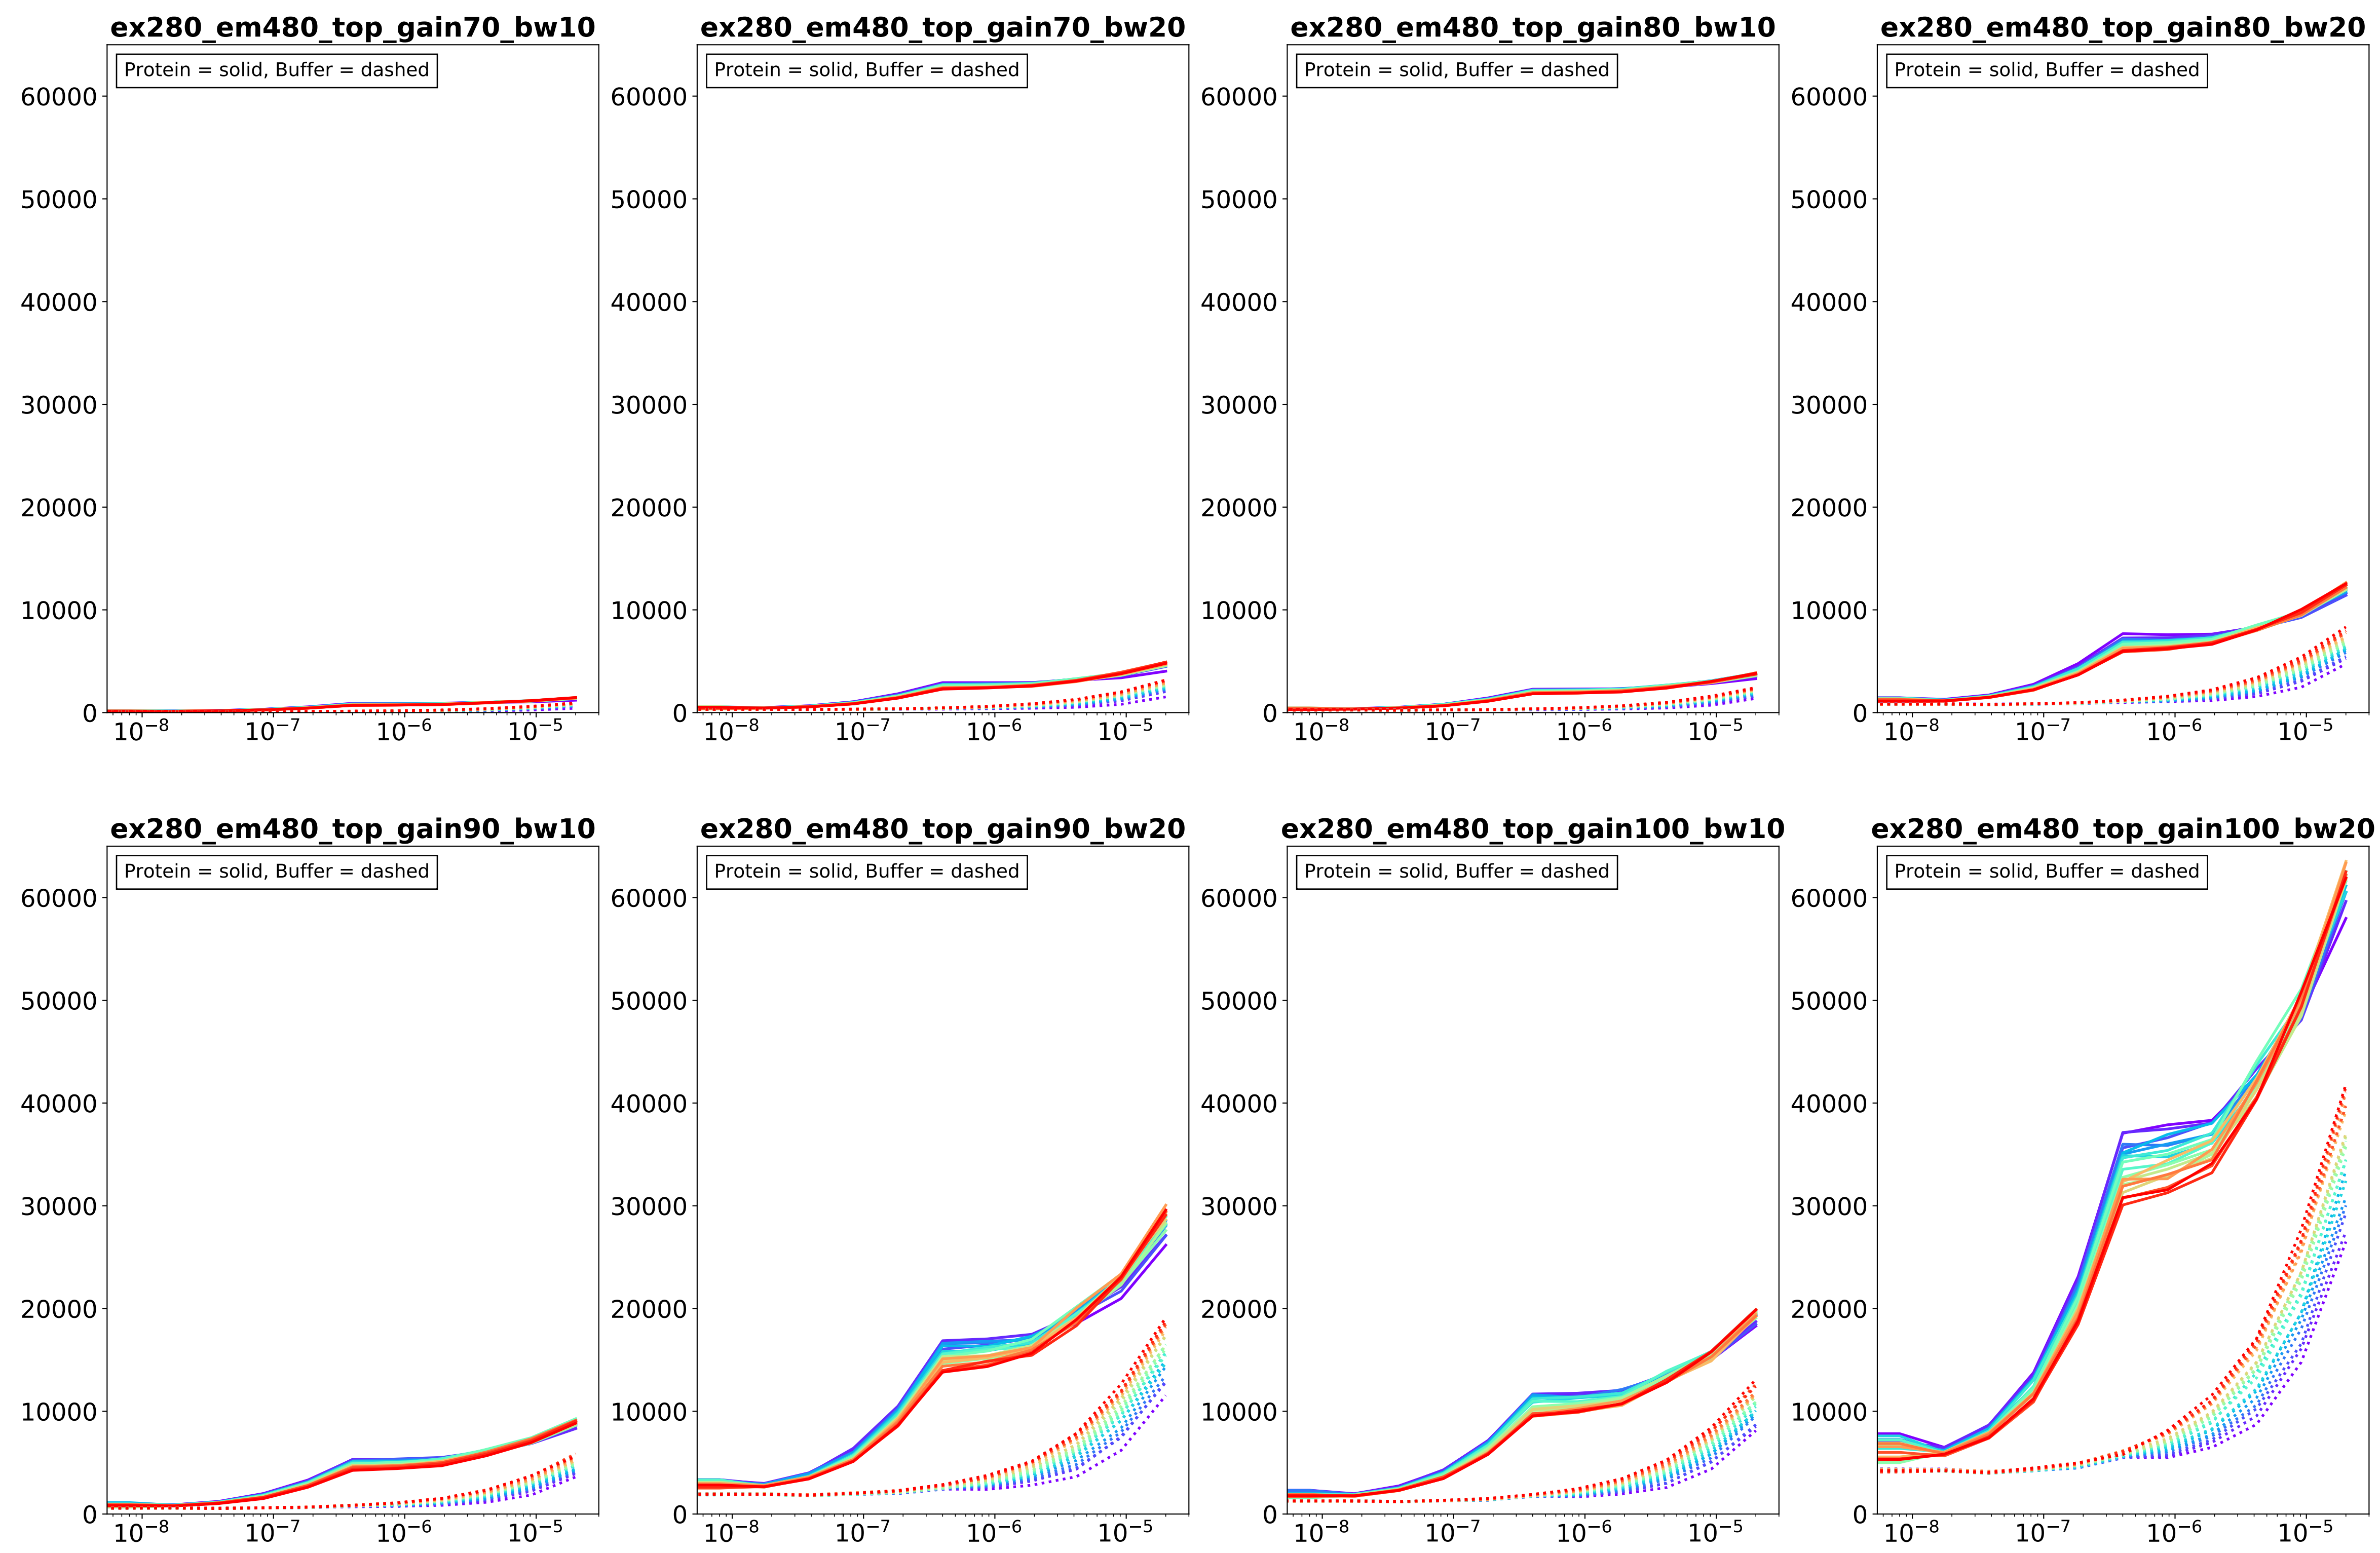 ex280_em480_top_gain70_bw10
Protein = solid, Buffer = dashed
60000
50000
40000
30000
20000
10000
0
10⁻⁸ 10⁻⁷ 10⁻⁶ 10⁻⁵
ex280_em480_top_gain70_bw20
Protein = solid, Buffer = dashed
60000
50000
40000
30000
20000
10000
0
10⁻⁸ 10⁻⁷ 10⁻⁶ 10⁻⁵
ex280_em480_top_gain80_bw10
Protein = solid, Buffer = dashed
60000
50000
40000
30000
20000
10000
0
10⁻⁸ 10⁻⁷ 10⁻⁶ 10⁻⁵
ex280_em480_top_gain80_bw20
Protein = solid, Buffer = dashed
60000
50000
40000
30000
20000
10000
0
10⁻⁸ 10⁻⁷ 10⁻⁶ 10⁻⁵
ex280_em480_top_gain90_bw10
Protein = solid, Buffer = dashed
60000
50000
40000
30000
20000
10000
0
10⁻⁸ 10⁻⁷ 10⁻⁶ 10⁻⁵
ex280_em480_top_gain90_bw20
Protein = solid, Buffer = dashed
60000
50000
40000
30000
20000
10000
0
10⁻⁸ 10⁻⁷ 10⁻⁶ 10⁻⁵
ex280_em480_top_gain100_bw10
Protein = solid, Buffer = dashed
60000
50000
40000
30000
20000
10000
0
10⁻⁸ 10⁻⁷ 10⁻⁶ 10⁻⁵
ex280_em480_top_gain100_bw20
Protein = solid, Buffer = dashed
60000
50000
40000
30000
20000
10000
0
10⁻⁸ 10⁻⁷ 10⁻⁶ 10⁻⁵